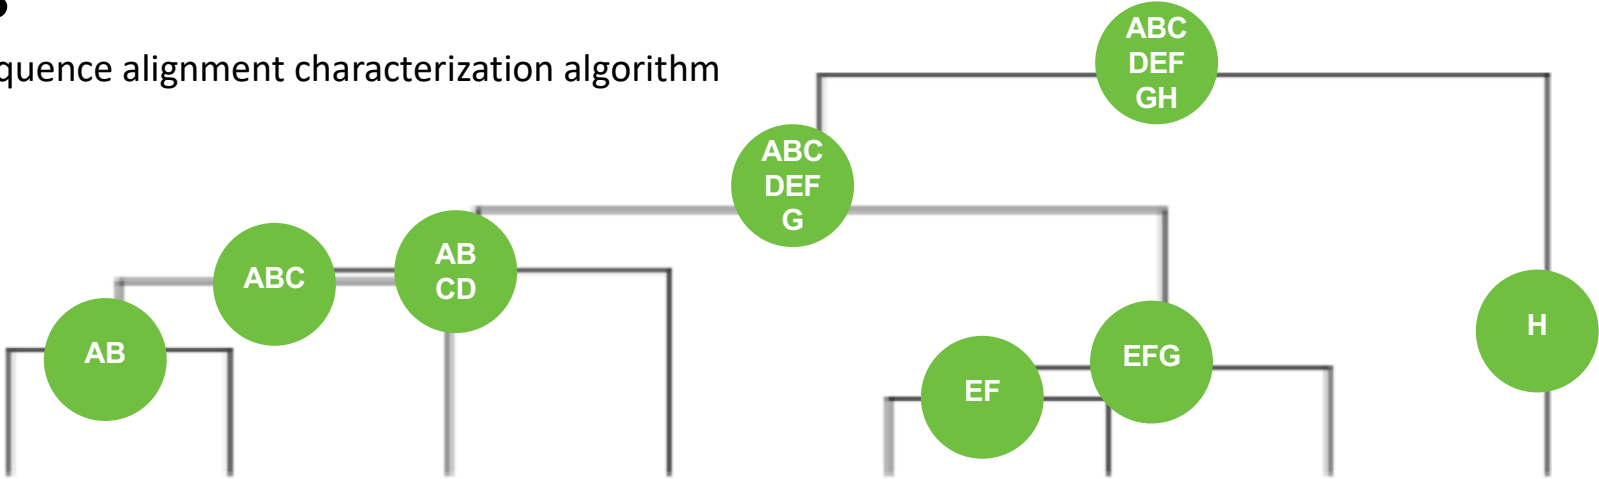 quence alignment characterization algorithm
ABC
DEF
GH
ABC
DEF
G
AB
CD
ABC
AB
EFG
EF
H